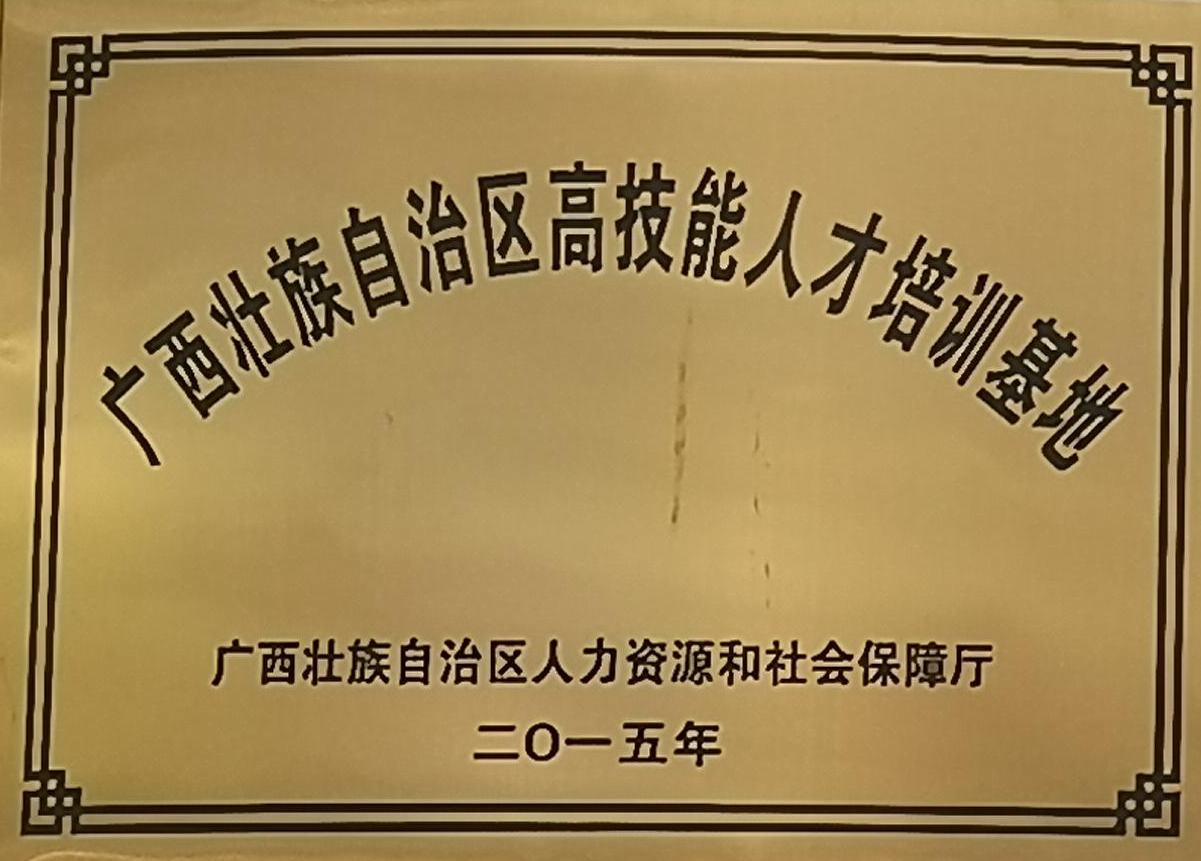 广西壮族自治区高技能人才培训基地
广西壮族自治区人力资源和社会保障厅
二〇一五年